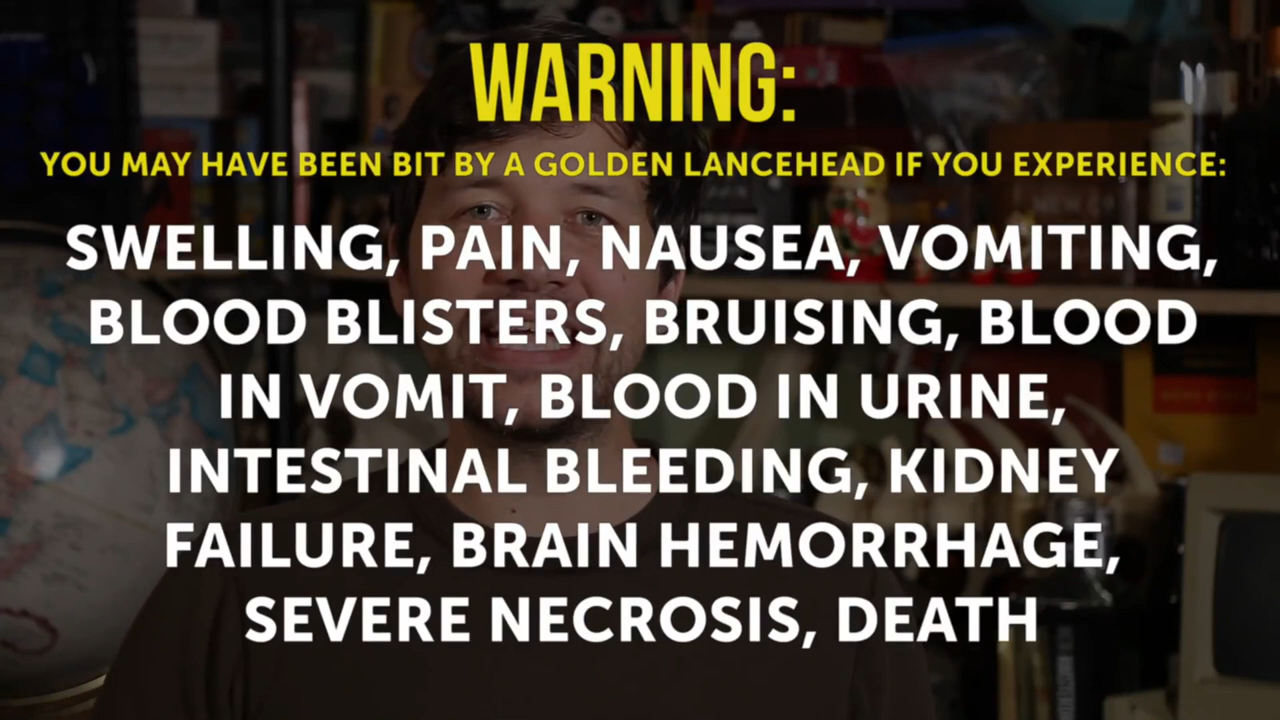 WARNING:
YOU MAY HAVE BEEN BIT BY A GOLDEN LANCEHEAD IF YOU EXPERIENCE:
SWELLING, PAIN, NAUSEA, VOMITING,
BLOOD BLISTERS, BRUISING, BLOOD
IN VOMIT, BLOOD IN URINE,
INTESTINAL BLEEDING, KIDNEY
FAILURE, BRAIN HEMORRHAGE,
SEVERE NECROSIS, DEATH